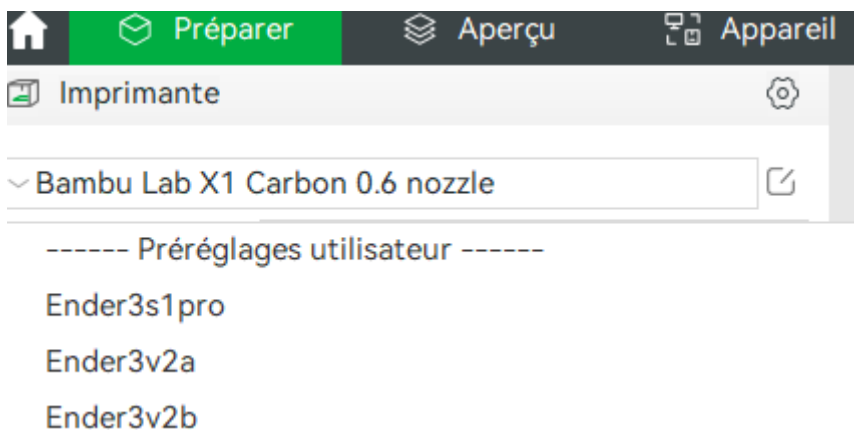 Préparer Aperçu Appareil
Imprimante
Bambu Lab X1 Carbon 0.6 nozzle
------ Préréglages utilisateur ------
Ender3s1pro
Ender3v2a
Ender3v2b